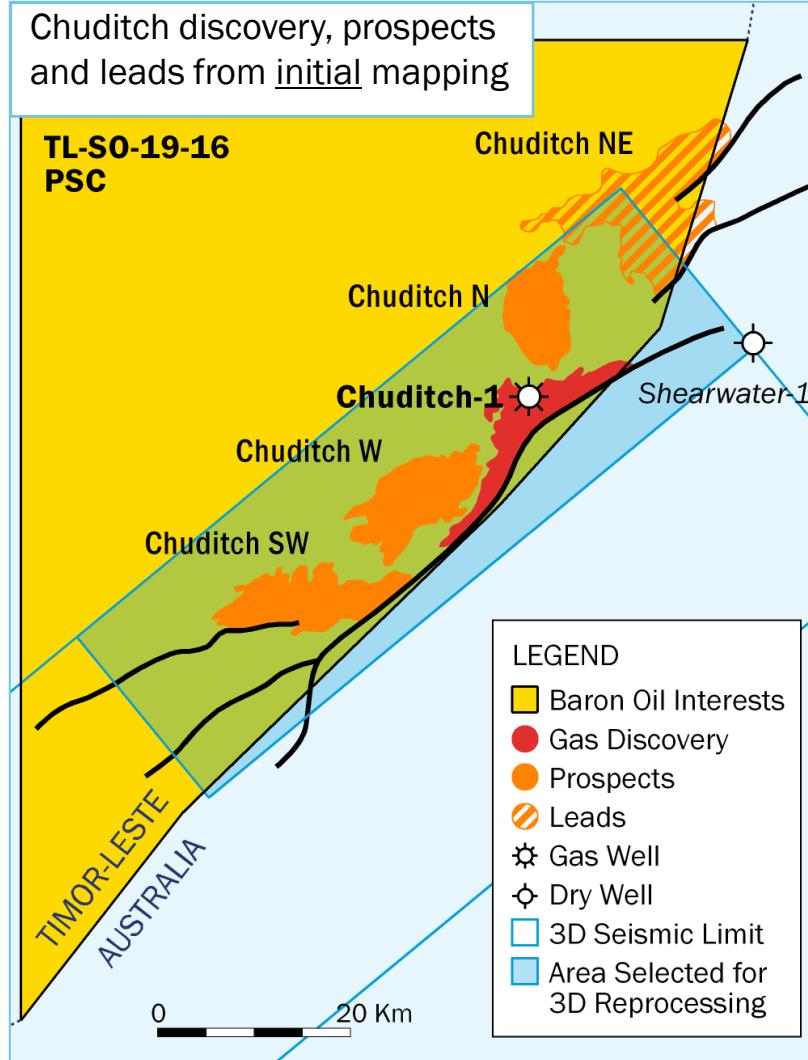 Chuditch discovery, prospects
and leads from initial mapping
TL-SO-19-16
PSC
Chuditch NE
Chuditch N
Chuditch-1
Shearwater-1
Chuditch W
Chuditch SW
TIMOR-LESTE
AUSTRALIA
0 20 Km
LEGEND
Baron Oil Interests
Gas Discovery
Prospects
Leads
Gas Well
Dry Well
3D Seismic Limit
Area Selected for
3D Reprocessing